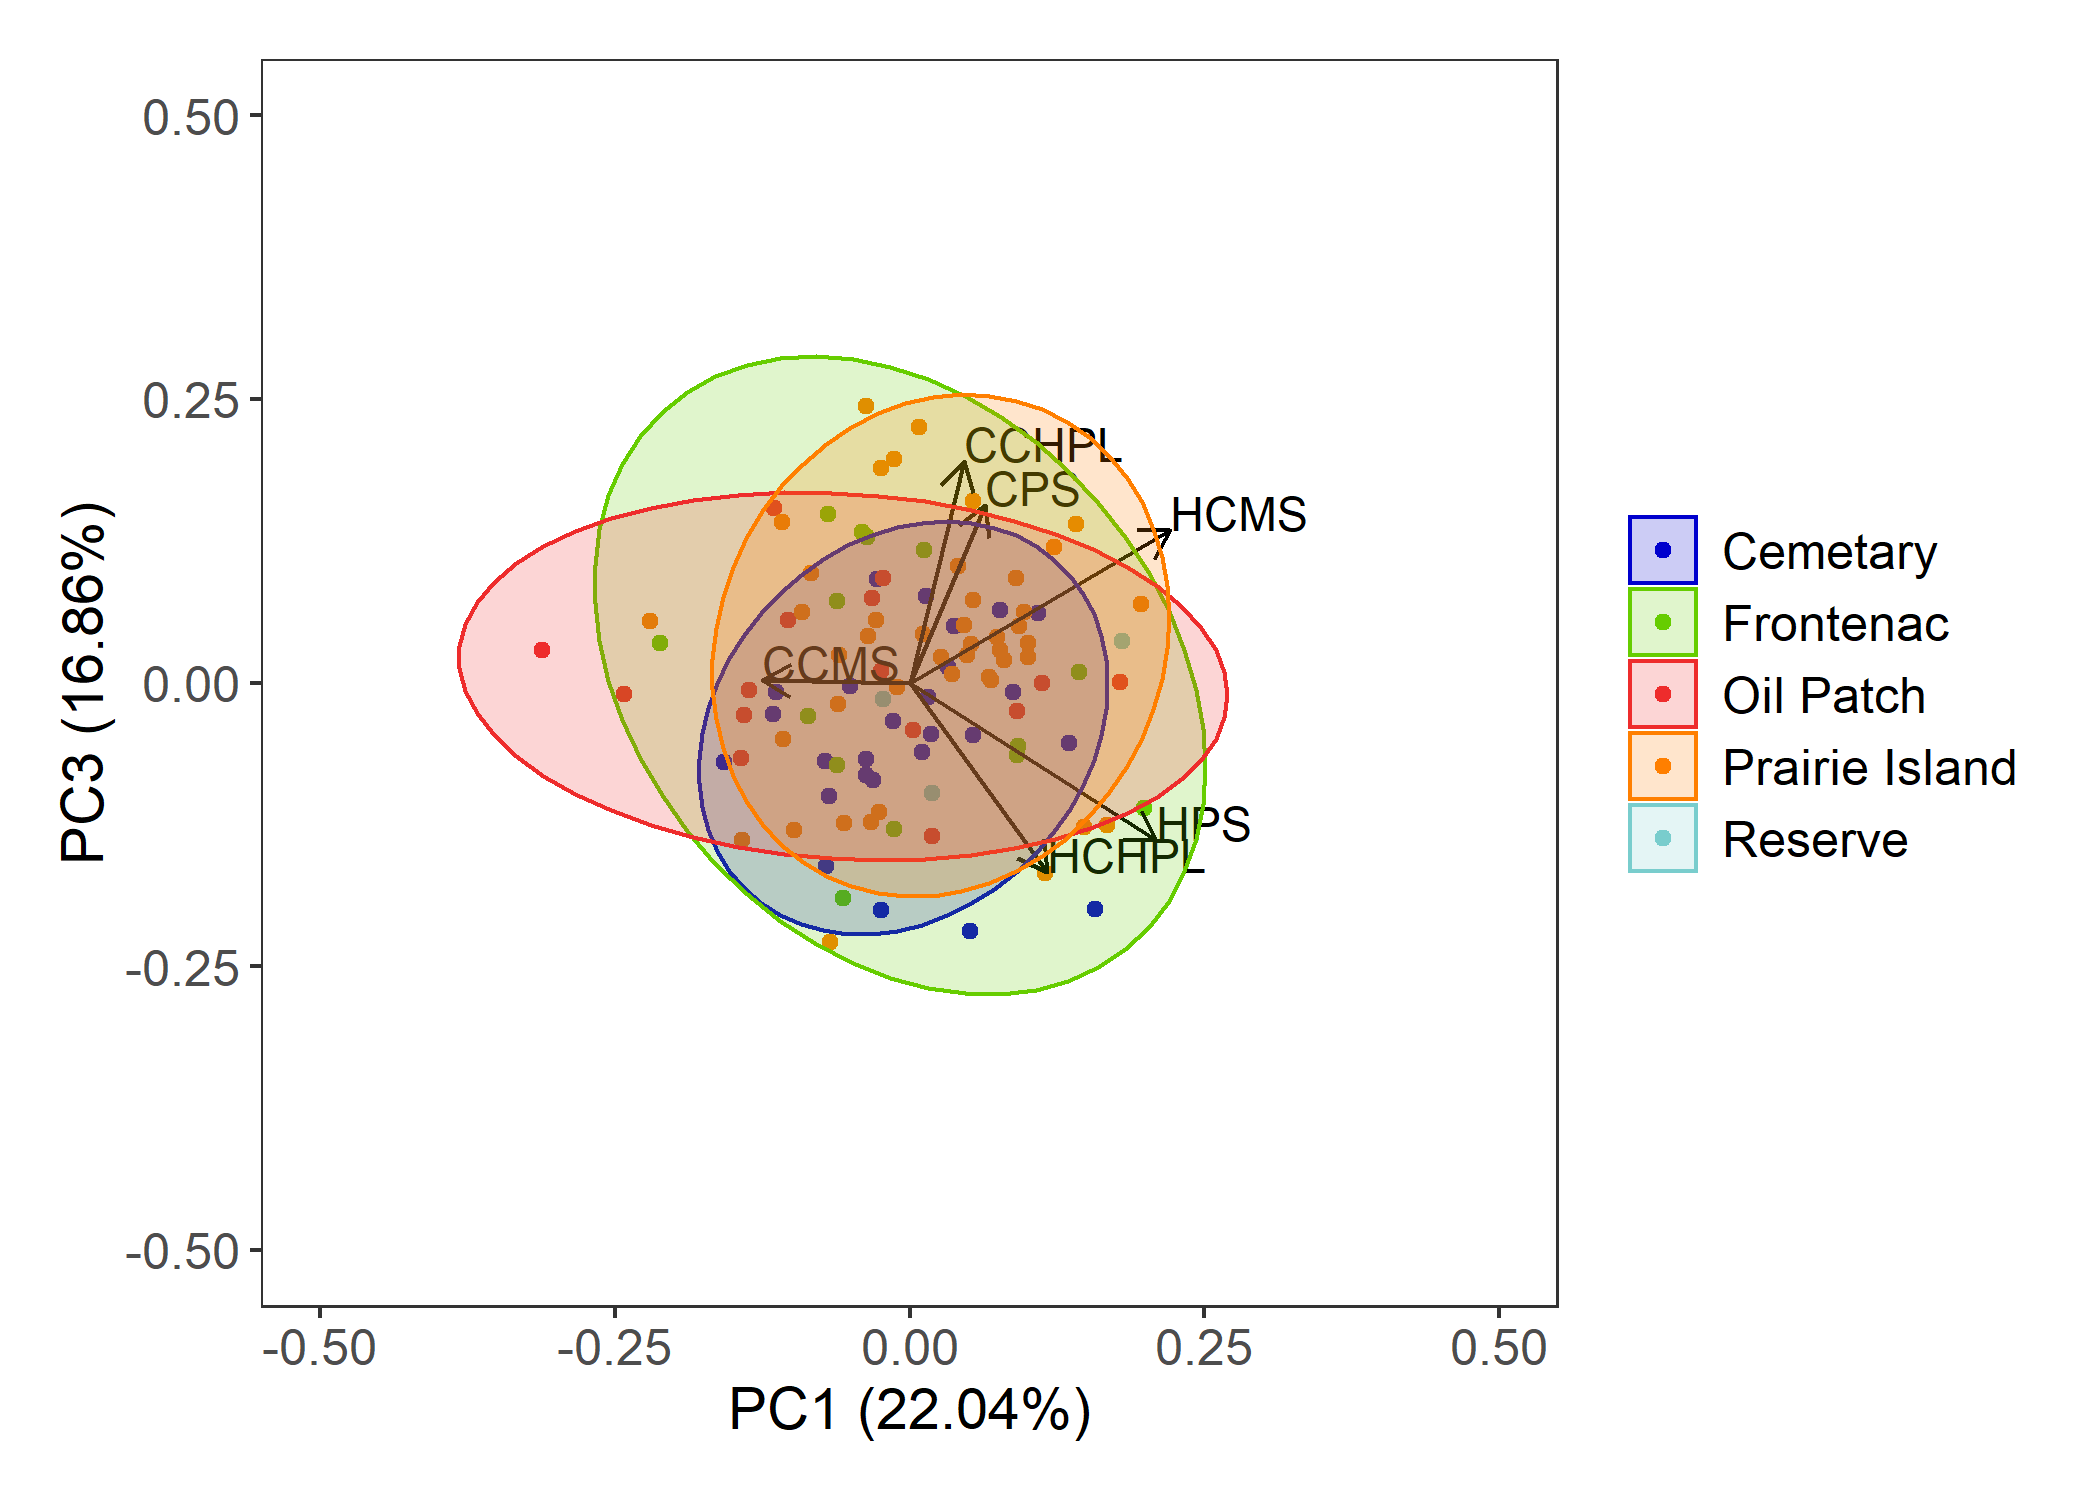 0.50
0.25
0.00
-0.25
-0.50
PC3 (16.86%)
CCHPL
CPS
HCMS
CCMS
HPS
HCHPL
-0.50
-0.25
0.00
0.25
0.50
PC1 (22.04%)
Cemetary
Frontenac
Oil Patch
Prairie Island
Reserve